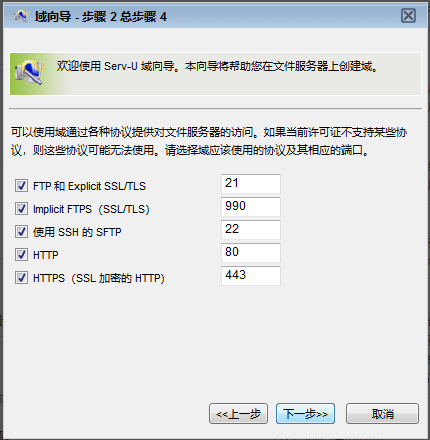 域向导 - 步骤 2 总步骤 4
欢迎使用 Serv-U 域向导。本向导将帮助您在文件服务器上创建域。
可以使用域通过各种协议提供对文件服务器的访问。如果当前许可证不支持某些协
议，则这些协议可能无法使用。请选择域应该使用的协议及其相应的端口。
FTP 和 Explicit SSL/TLS 21
Implicit FTPS（SSL/TLS） 990
使用 SSH 的 SFTP 22
HTTP 80
HTTPS（SSL 加密的 HTTP） 443
<<上一步 下一步>> 取消